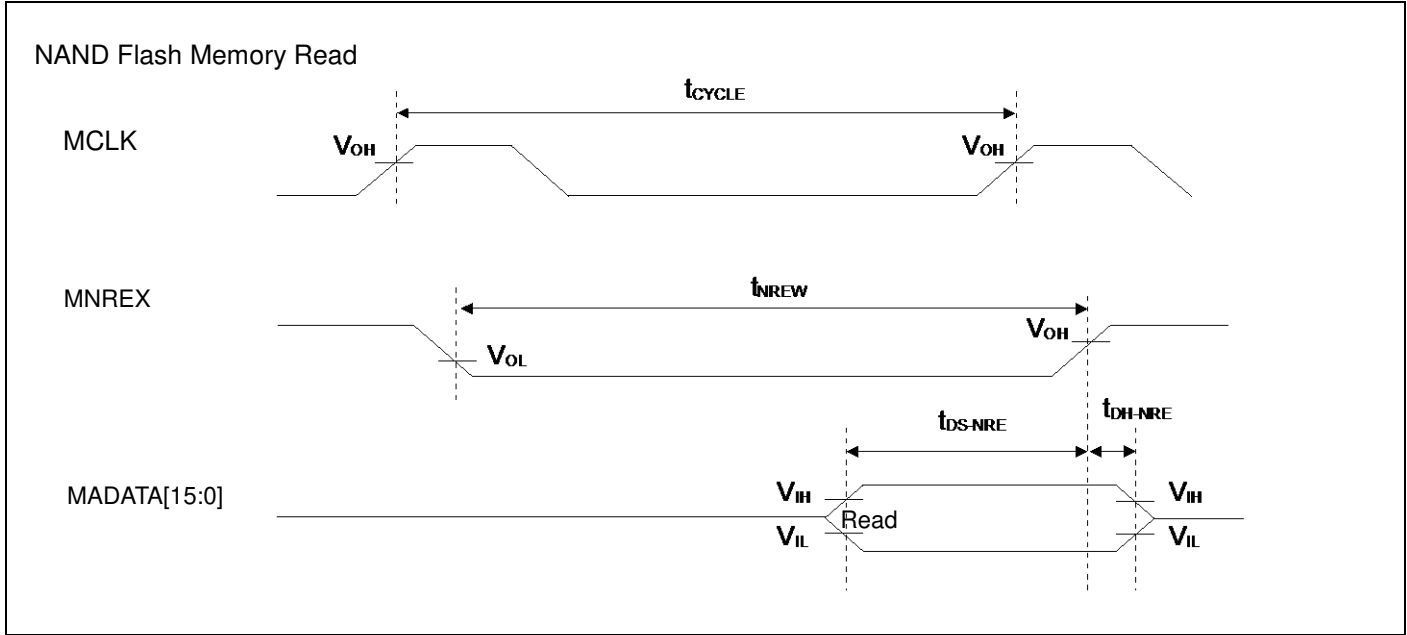 NAND Flash Memory Read
tCYCLE
MCLK
VOH
VOH
MNREX
tNREW
VOH
VOL
tDS-NRE
tDH-NRE
MADATA[15:0]
VIH
VIH
Read
VIL
VIL